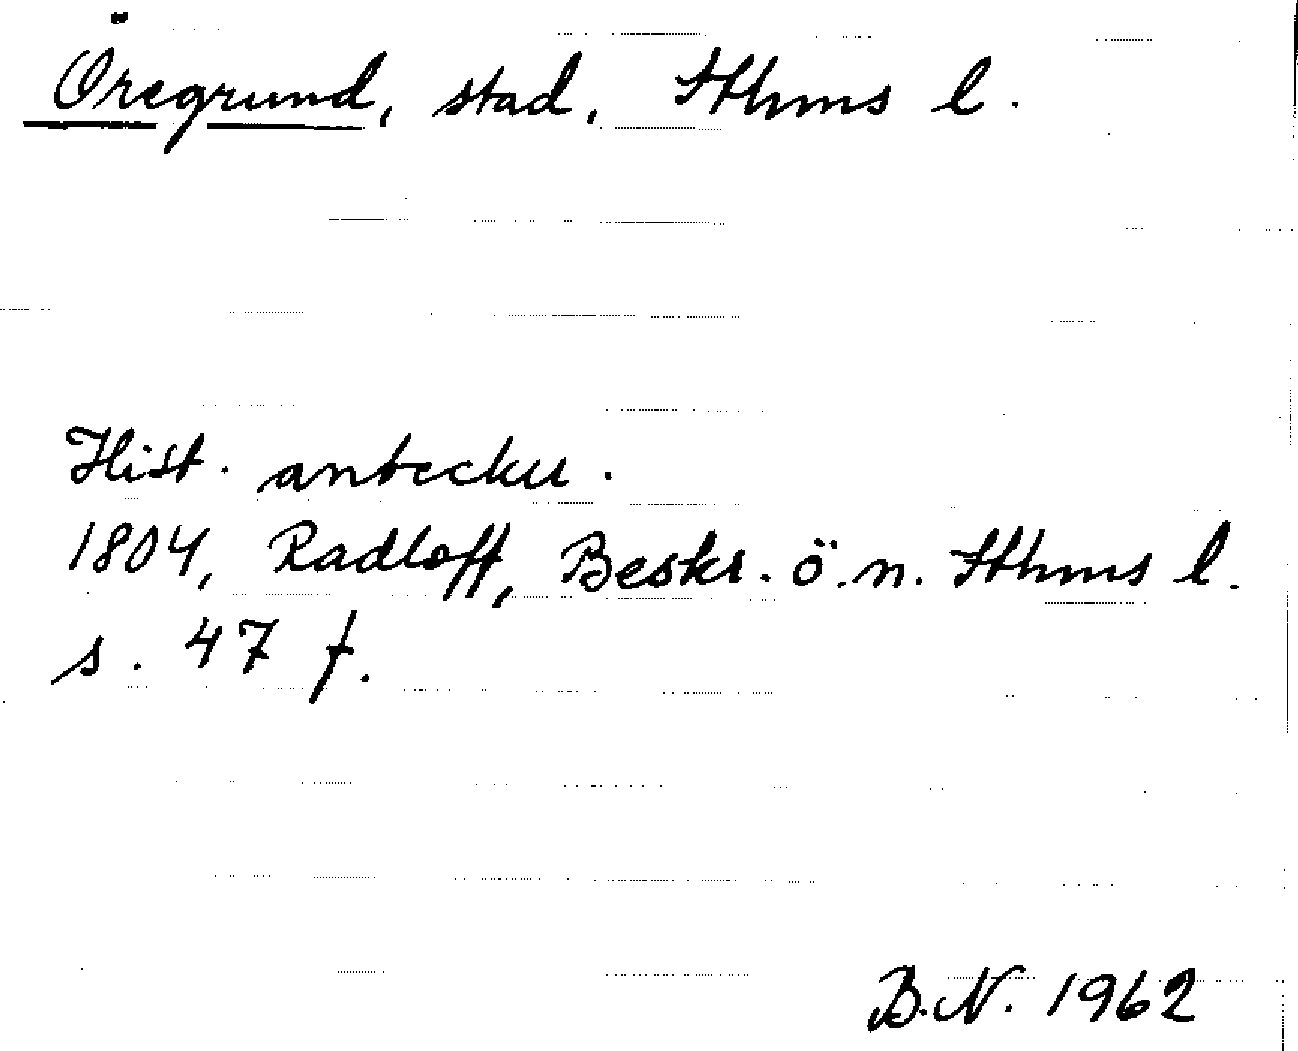 Öregrund, stad, Sthms l.
Hist. anteckn.
1804, Radloff, Beskr. ö. n. Sthms l.
s. 47 f.
B.N. 1962